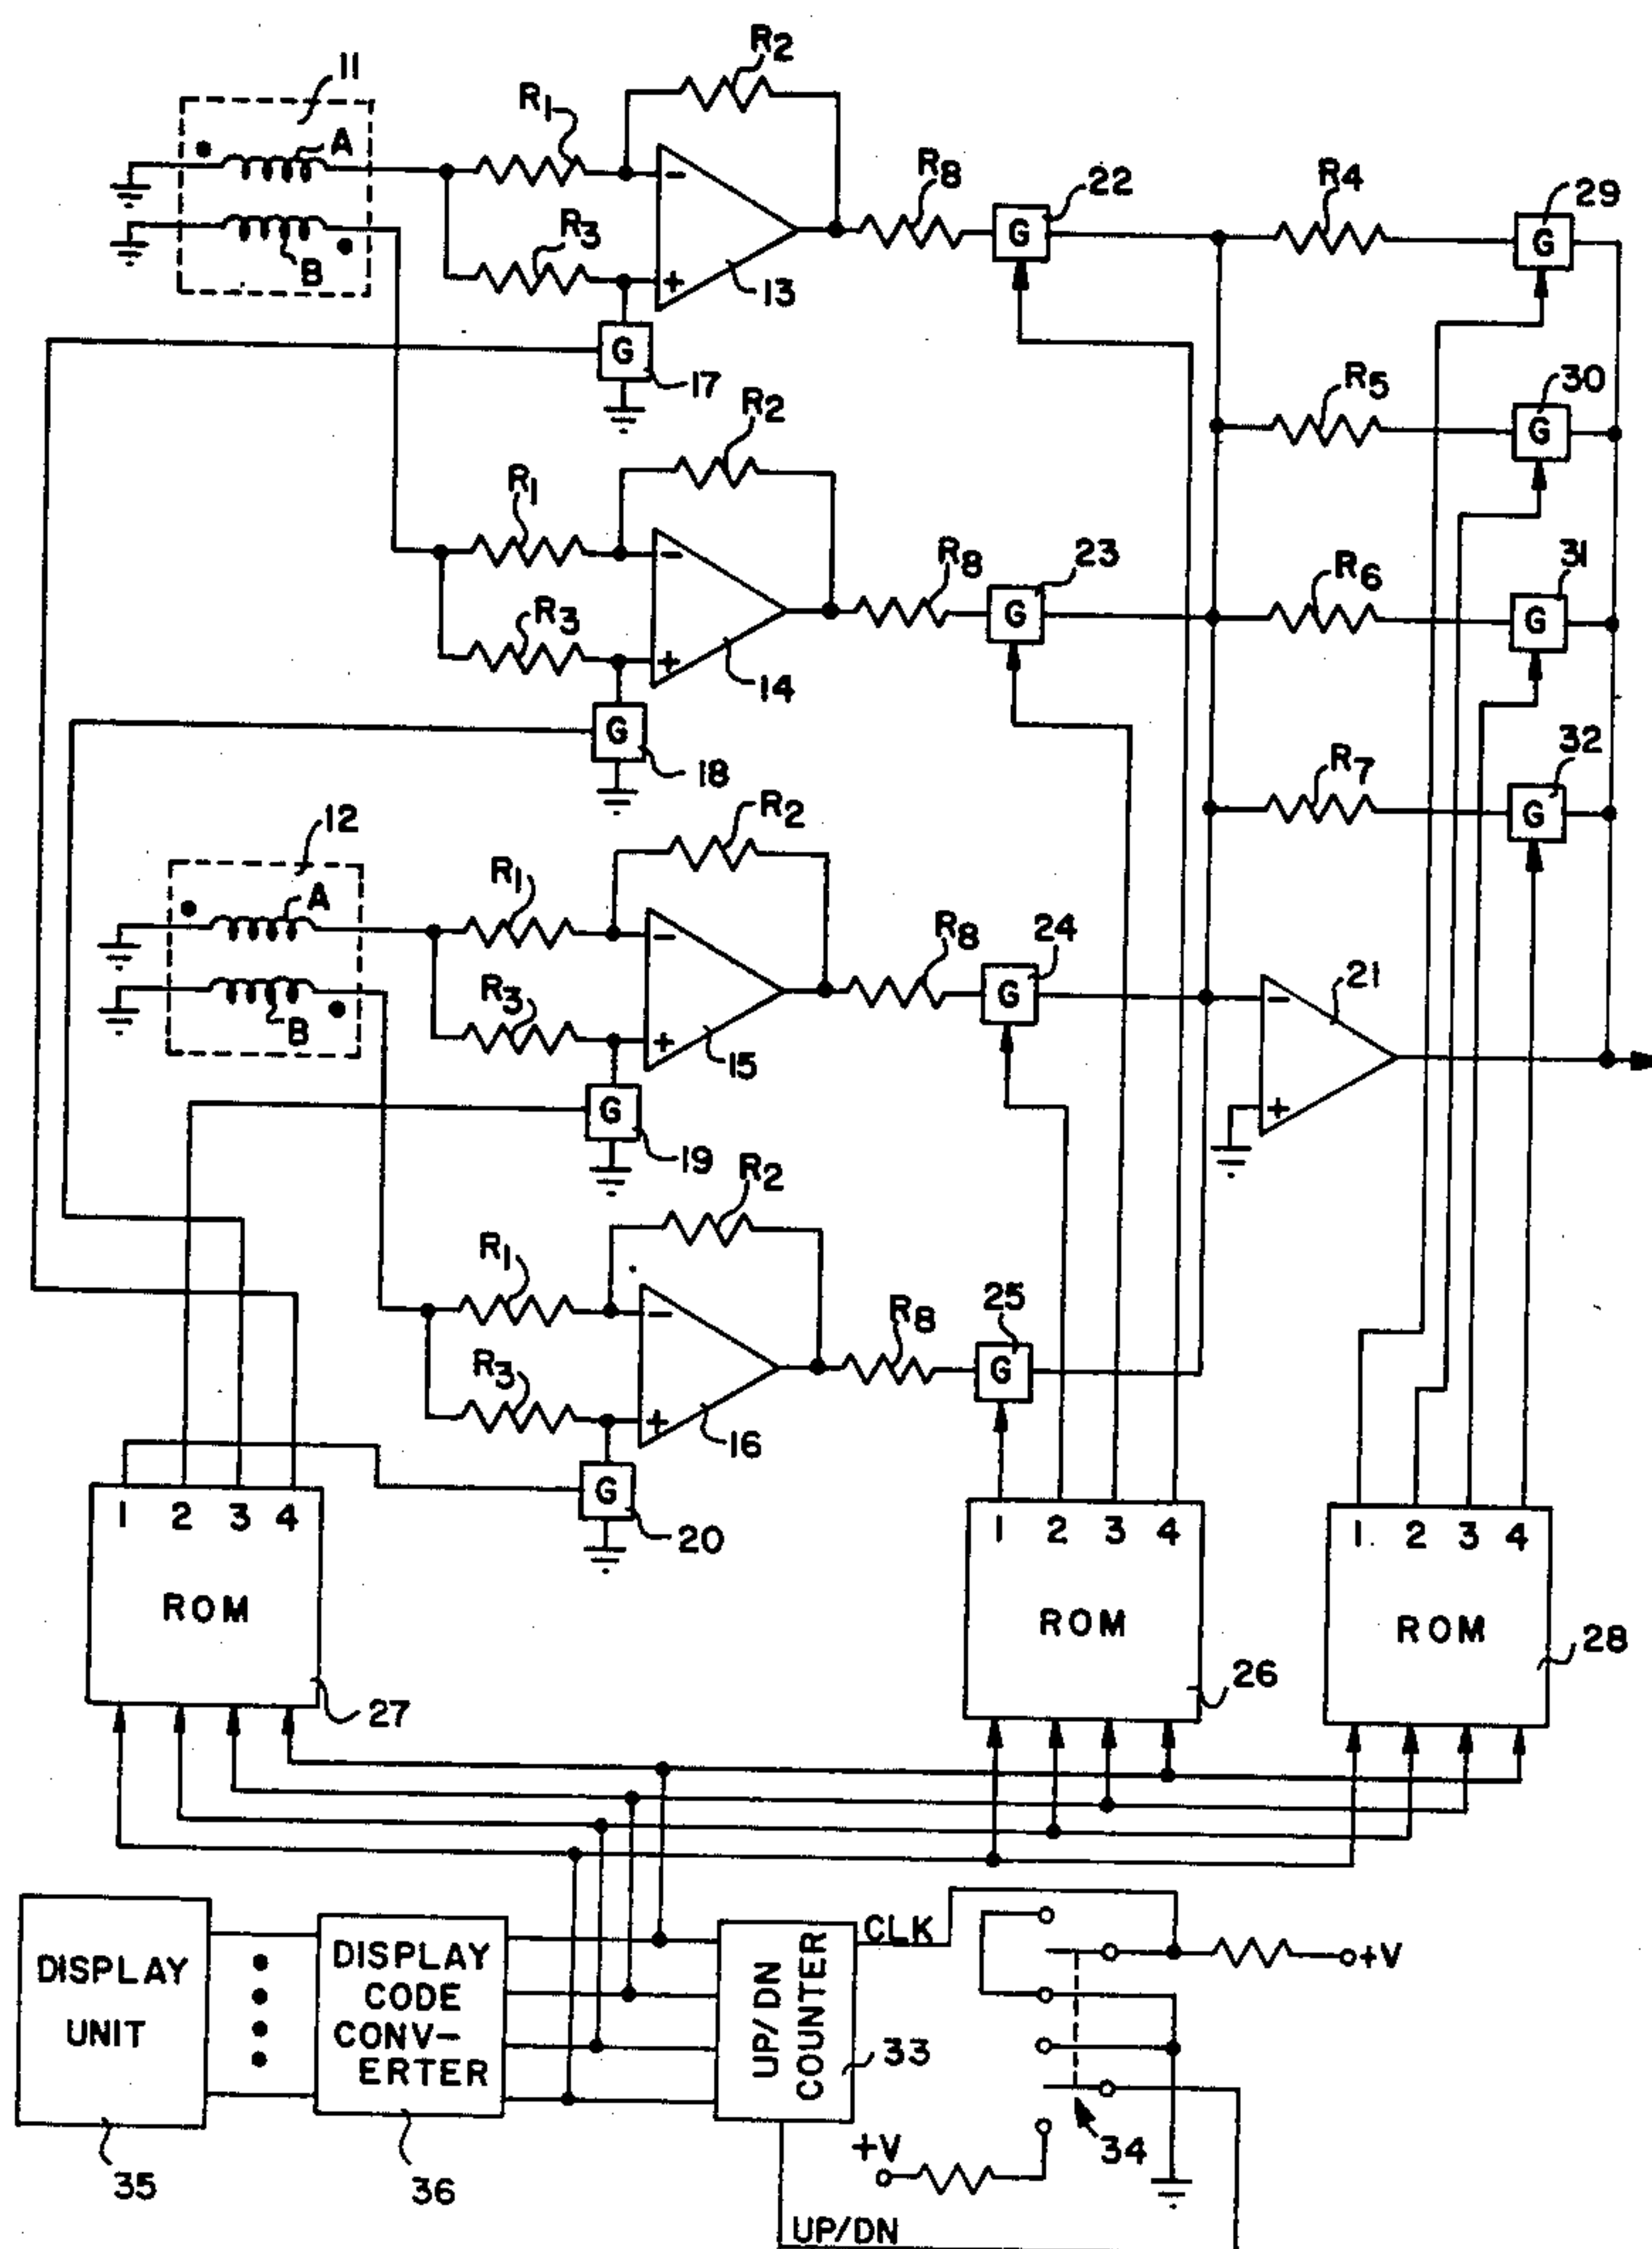 R2
11
R1
A
R8
22
R4
29
G
G
R3
B
13
G
17
R2
R5
30
G
R1
R8
23
R6
31
G
G
R3
14
G
18
R7
32
G
R2
12
R1
A
R8
24
21
G
R3
B
15
G
19
R2
R1
R8
25
G
R3
16
G
20
1 2 3 4
ROM
27
1 2 3 4
ROM
26
1 2 3 4
ROM
28
DISPLAY
UNIT
35
DISPLAY
CODE
CONV-
ERTER
36
UP/DN
COUNTER
33
CLK
+V
+V
34
UP/DN